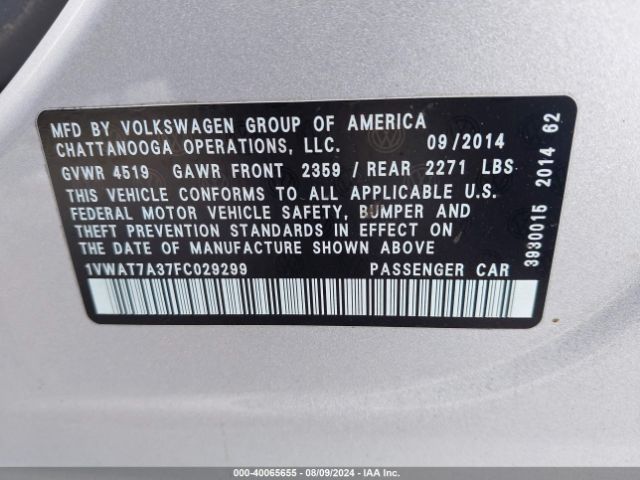 MFD BY VOLKSWAGEN GROUP OF AMERICA
CHATTANOOGA OPERATIONS, LLC. 09/2014
GVWR 4519 GAWR FRONT 2359 / REAR 2271 LBS
THIS VEHICLE CONFORMS TO ALL APPLICABLE U.S.
FEDERAL MOTOR VEHICLE SAFETY, BUMPER AND
THEFT PREVENTION STANDARDS IN EFFECT ON
THE DATE OF MANUFACTURE SHOWN ABOVE
1VWAT7A37FC029299 PASSENGER CAR
3930015 2014 62
Stock - 40065655 - 08/09/2024 - IAA Inc.